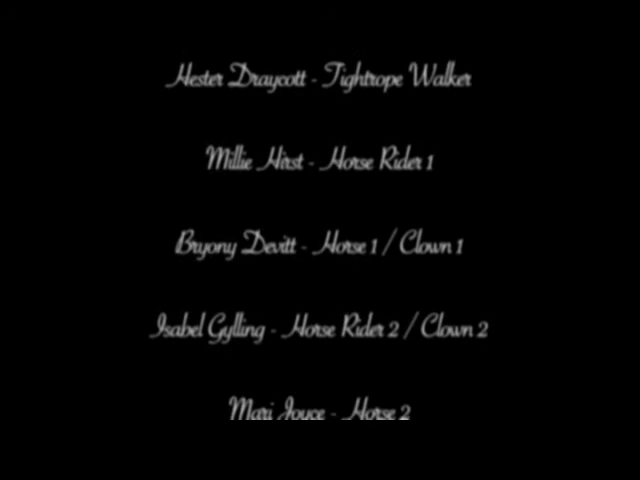 Hester Draycott - Tightrope Walker
Millie Hirst - Horse Rider 1
Bryony Devitt - Horse 1 / Clown 1
Isabel Gylling - Horse Rider 2 / Clown 2
Mari Joyce - Horse 2